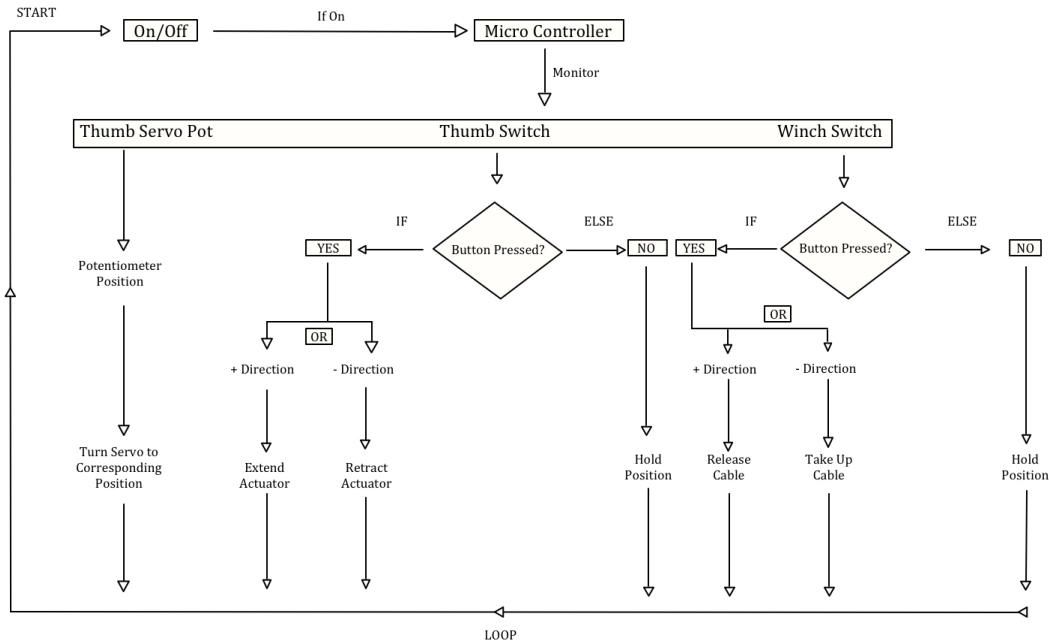 START
If On
On/Off
Micro Controller
Monitor
Thumb Servo Pot
Thumb Switch
Winch Switch
IF
ELSE
IF
ELSE
YES
Button Pressed?
NO
YES
Button Pressed?
NO
Potentiometer
Position
OR
OR
+ Direction
- Direction
+ Direction
- Direction
Turn Servo to
Corresponding
Position
Extend
Actuator
Retract
Actuator
Hold
Position
Release
Cable
Take Up
Cable
Hold
Position
LOOP